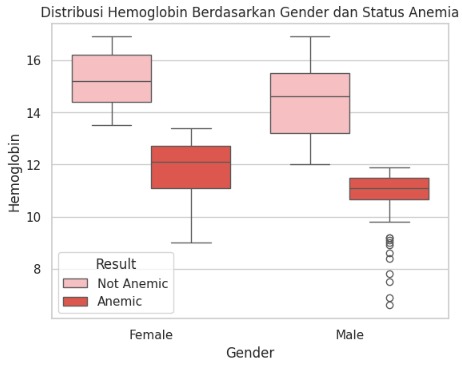 Distribusi Hemoglobin Berdasarkan Gender dan Status Anemia
16
14
12
10
8
Hemoglobin
Result
Not Anemic
Anemic
Female
Male
Gender